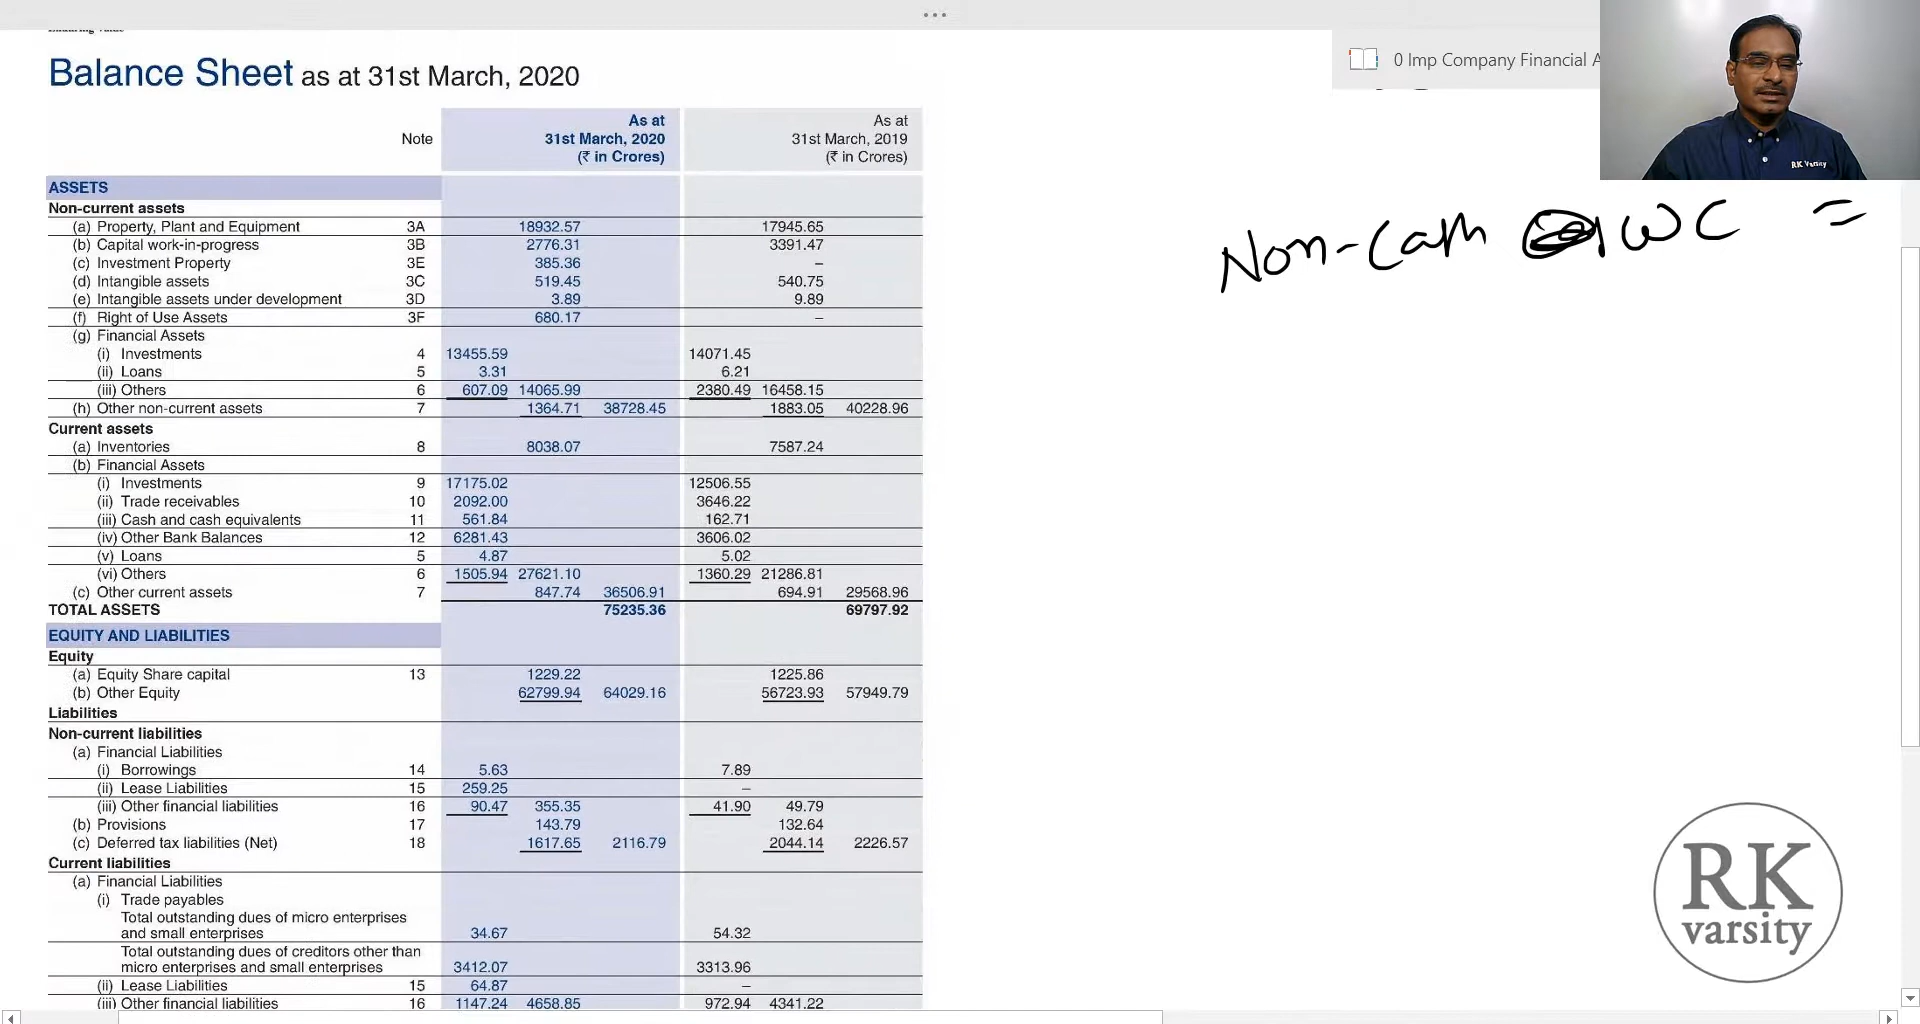 Balance Sheet as at 31st March, 2020
0 Imp Company Financial A
RK Varsity
Note As at 31st March, 2020 (₹ in Crores) As at 31st March, 2019 (₹ in Crores)
Non-Cash WC =
ASSETS
Non-current assets
(a) Property, Plant and Equipment 3A 18932.57 17945.65
(b) Capital work-in-progress 3B 2776.31 3391.47
(c) Investment Property 3E 385.36 –
(d) Intangible assets 3C 519.45 540.75
(e) Intangible assets under development 3D 3.89 9.89
(f) Right of Use Assets 3F 680.17 –
(g) Financial Assets
(i) Investments 4 13455.59 14071.45
(ii) Loans 5 3.31 6.21
(iii) Others 6 607.09 14065.99 2380.49 16458.15
(h) Other non-current assets 7 1364.71 38728.45 1883.05 40228.96
Current assets
(a) Inventories 8 8038.07 7587.24
(b) Financial Assets
(i) Investments 9 17175.02 12506.55
(ii) Trade receivables 10 2092.00 3646.22
(iii) Cash and cash equivalents 11 561.84 162.71
(iv) Other Bank Balances 12 6281.43 3606.02
(v) Loans 5 4.87 5.02
(vi) Others 6 1505.94 27621.10 1360.29 21286.81
(c) Other current assets 7 847.74 36506.91 694.91 29568.96
TOTAL ASSETS 75235.36 69797.92
EQUITY AND LIABILITIES
Equity
(a) Equity Share capital 13 1229.22 1225.86
(b) Other Equity 62799.94 64029.16 56723.93 57949.79
Liabilities
Non-current liabilities
(a) Financial Liabilities
(i) Borrowings 14 5.63 7.89
(ii) Lease Liabilities 15 259.25 –
(iii) Other financial liabilities 16 90.47 355.35 41.90 49.79
(b) Provisions 17 143.79 132.64
(c) Deferred tax liabilities (Net) 18 1617.65 2116.79 2044.14 2226.57
Current liabilities
(a) Financial Liabilities
(i) Trade payables
Total outstanding dues of micro enterprises
and small enterprises 34.67 54.32
Total outstanding dues of creditors other than
micro enterprises and small enterprises 3412.07 3313.96
(ii) Lease Liabilities 15 64.87 –
(iii) Other financial liabilities 16 1147.24 4658.85 972.94 4341.22
RK
varsity